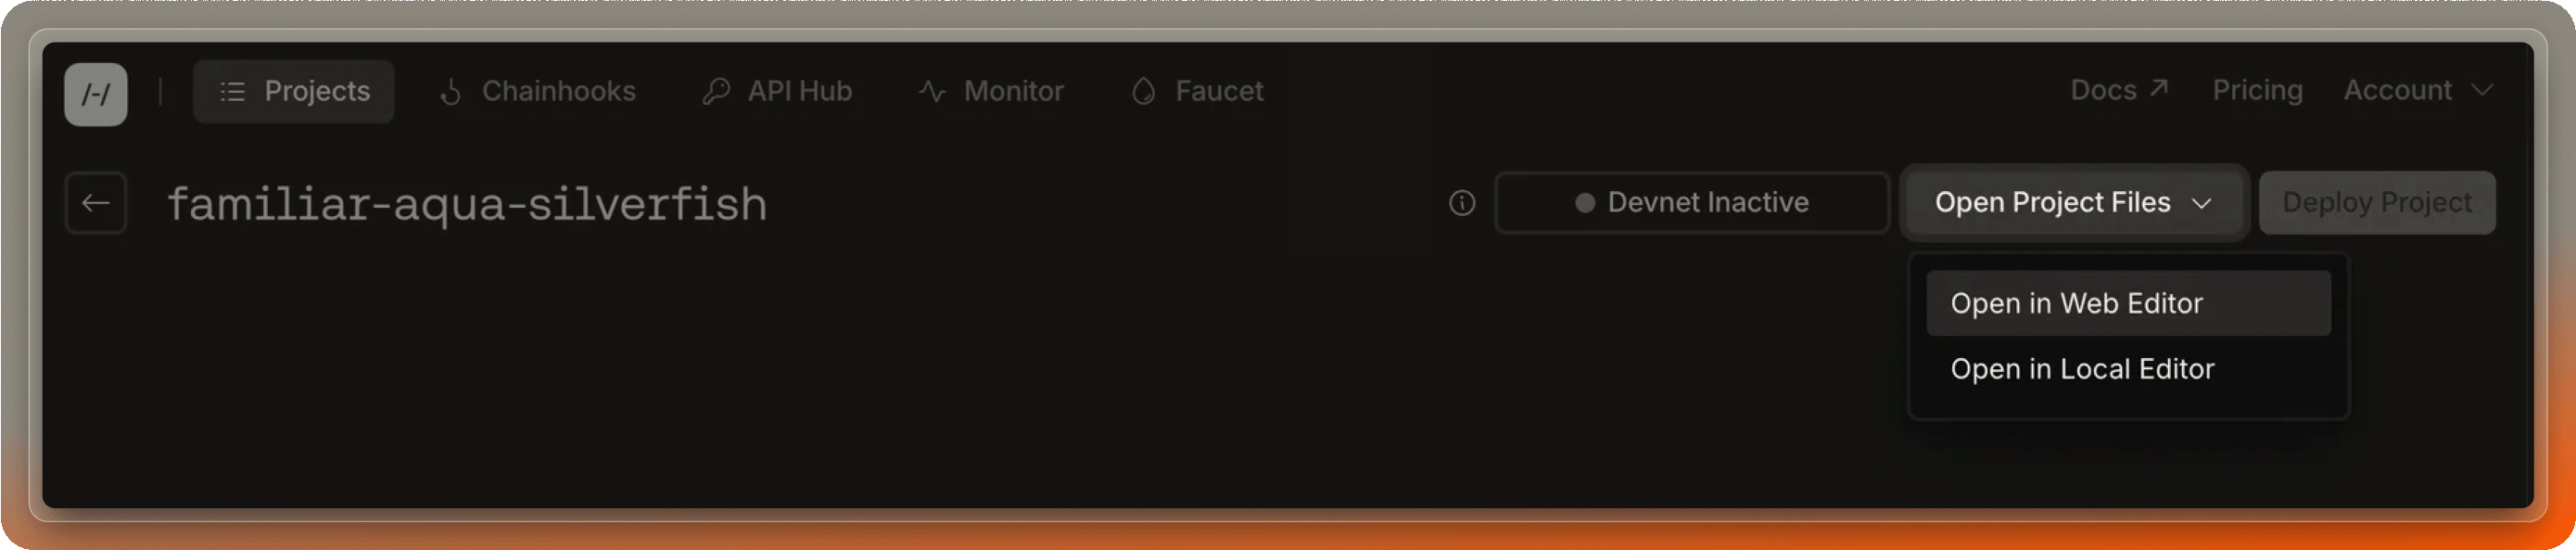 /-/ Projects Chainhooks API Hub Monitor Faucet Docs Pricing Account
familiar-aqua-silverfish Devnet Inactive Open Project Files Deploy Project
Open in Web Editor
Open in Local Editor